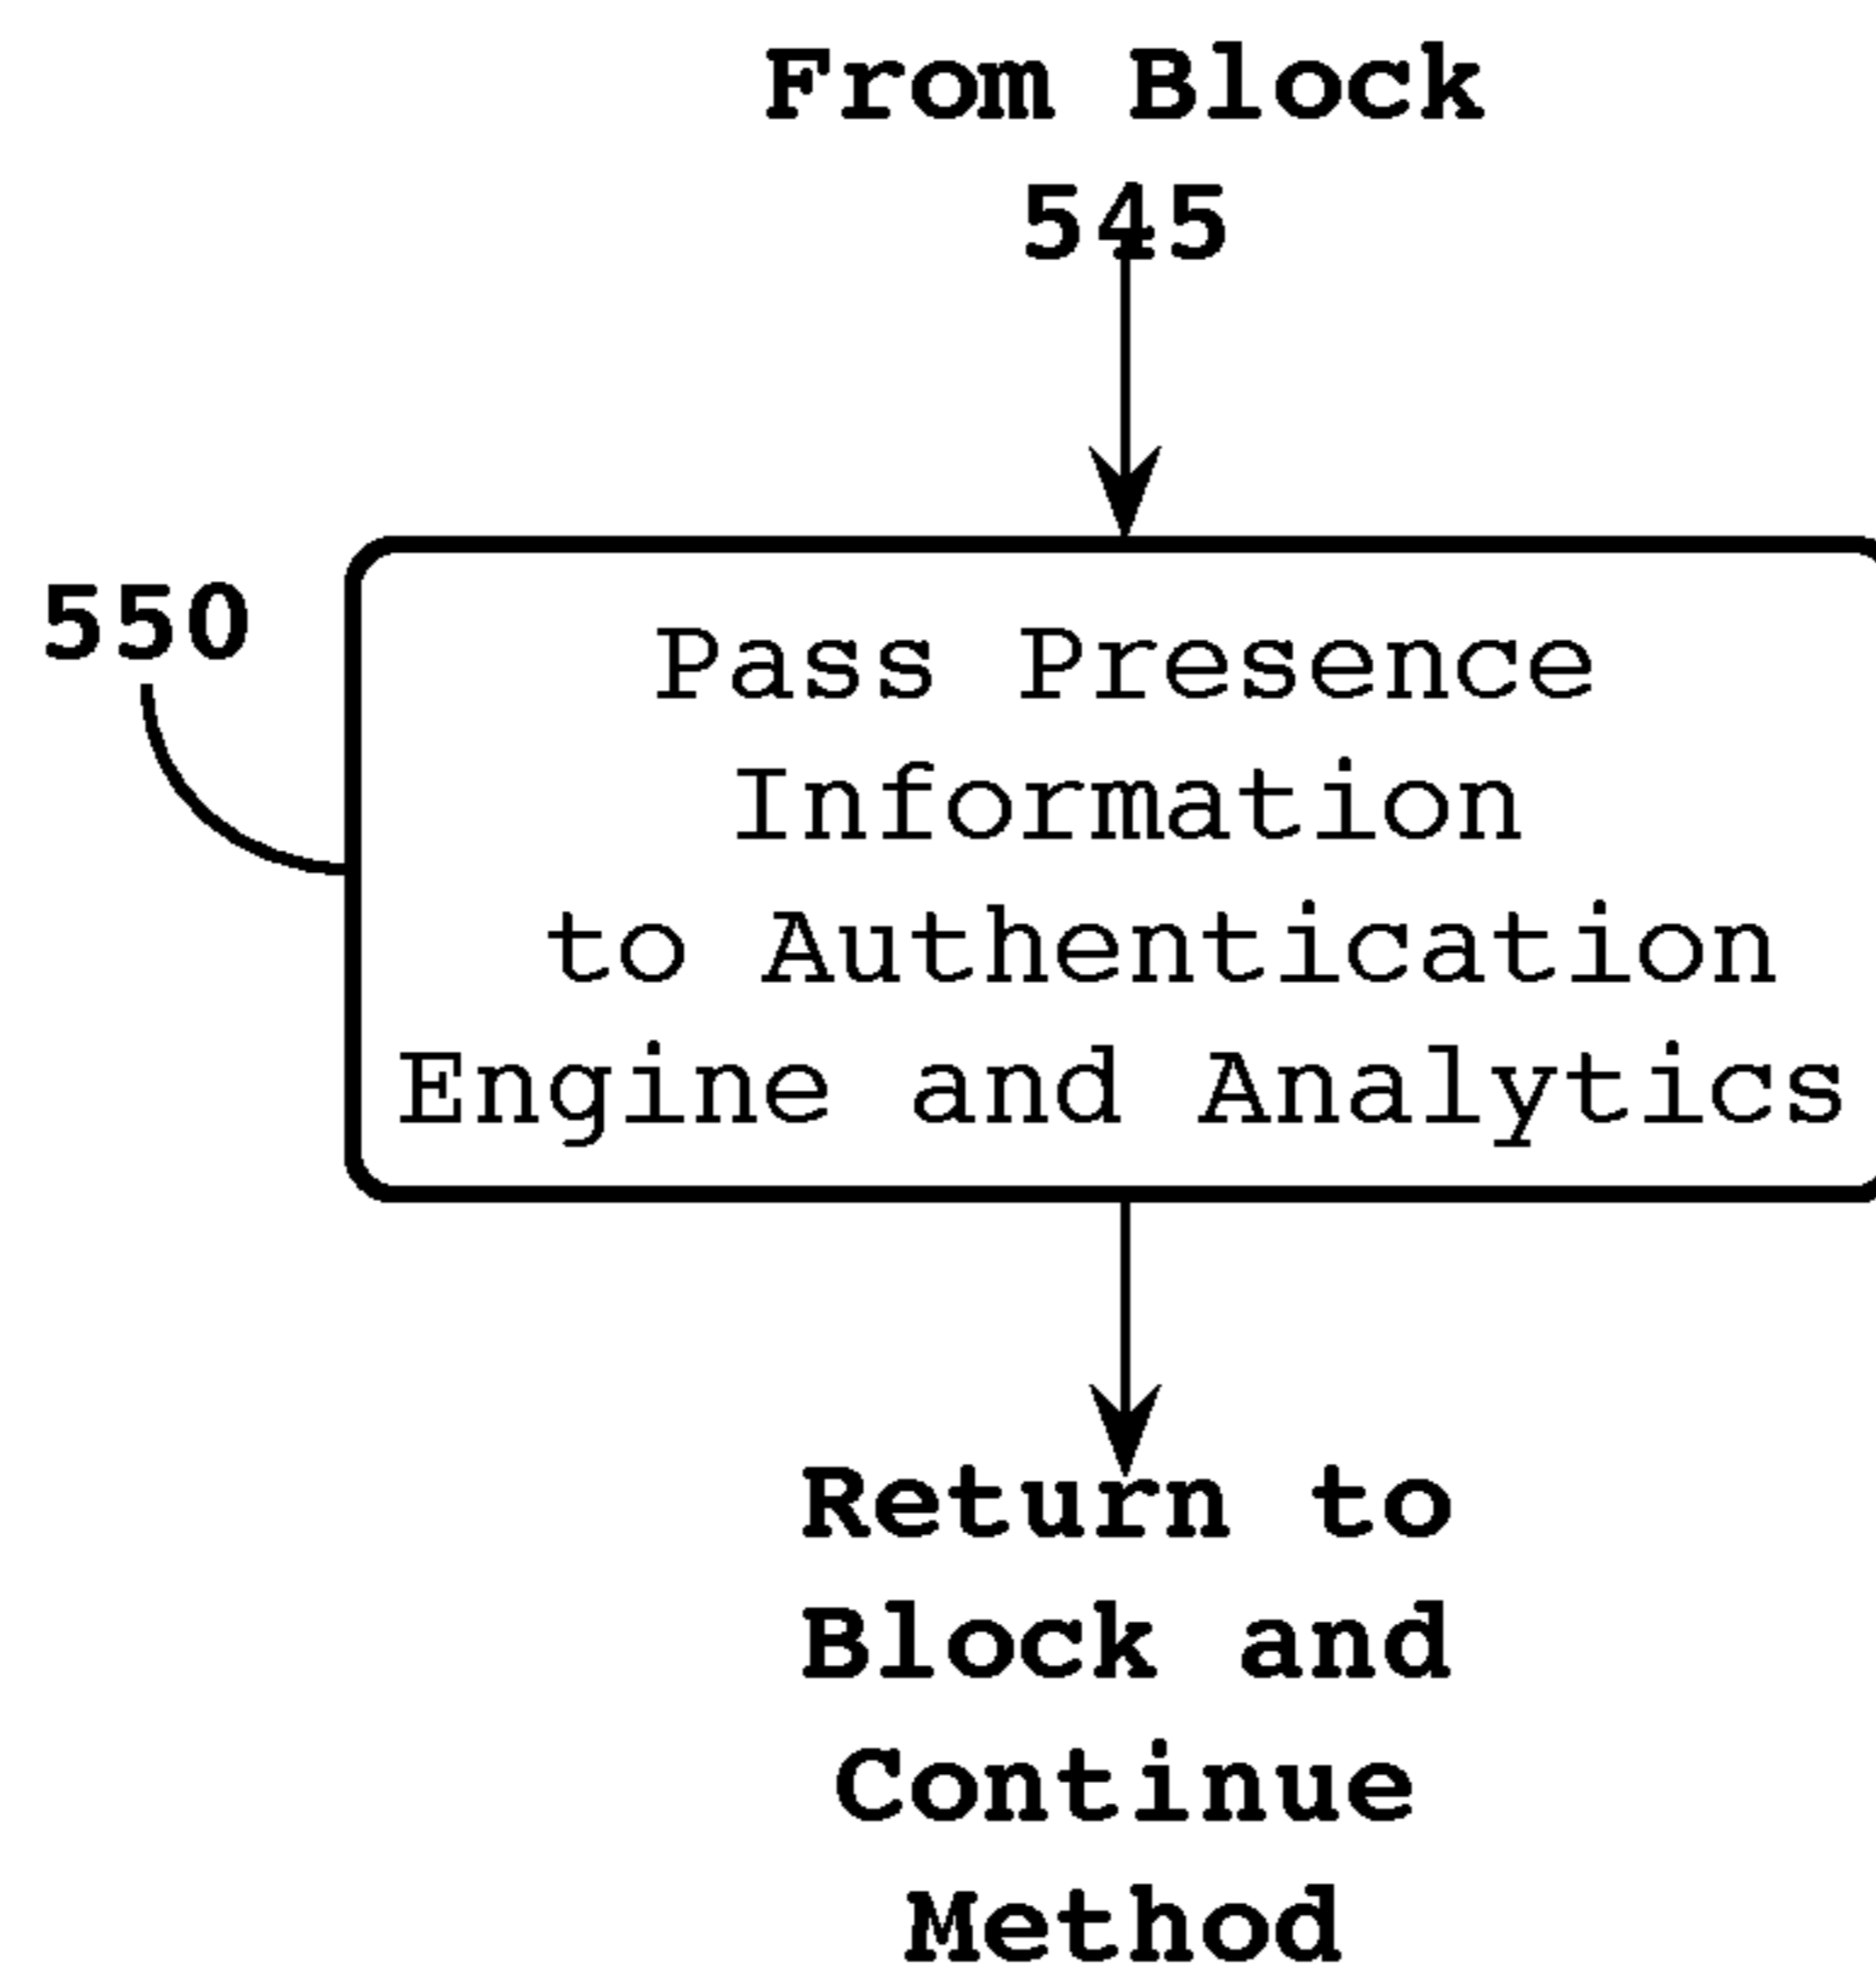 From Block
545
550
Pass Presence
Information
to Authentication
Engine and Analytics
Return to
Block and
Continue
Method